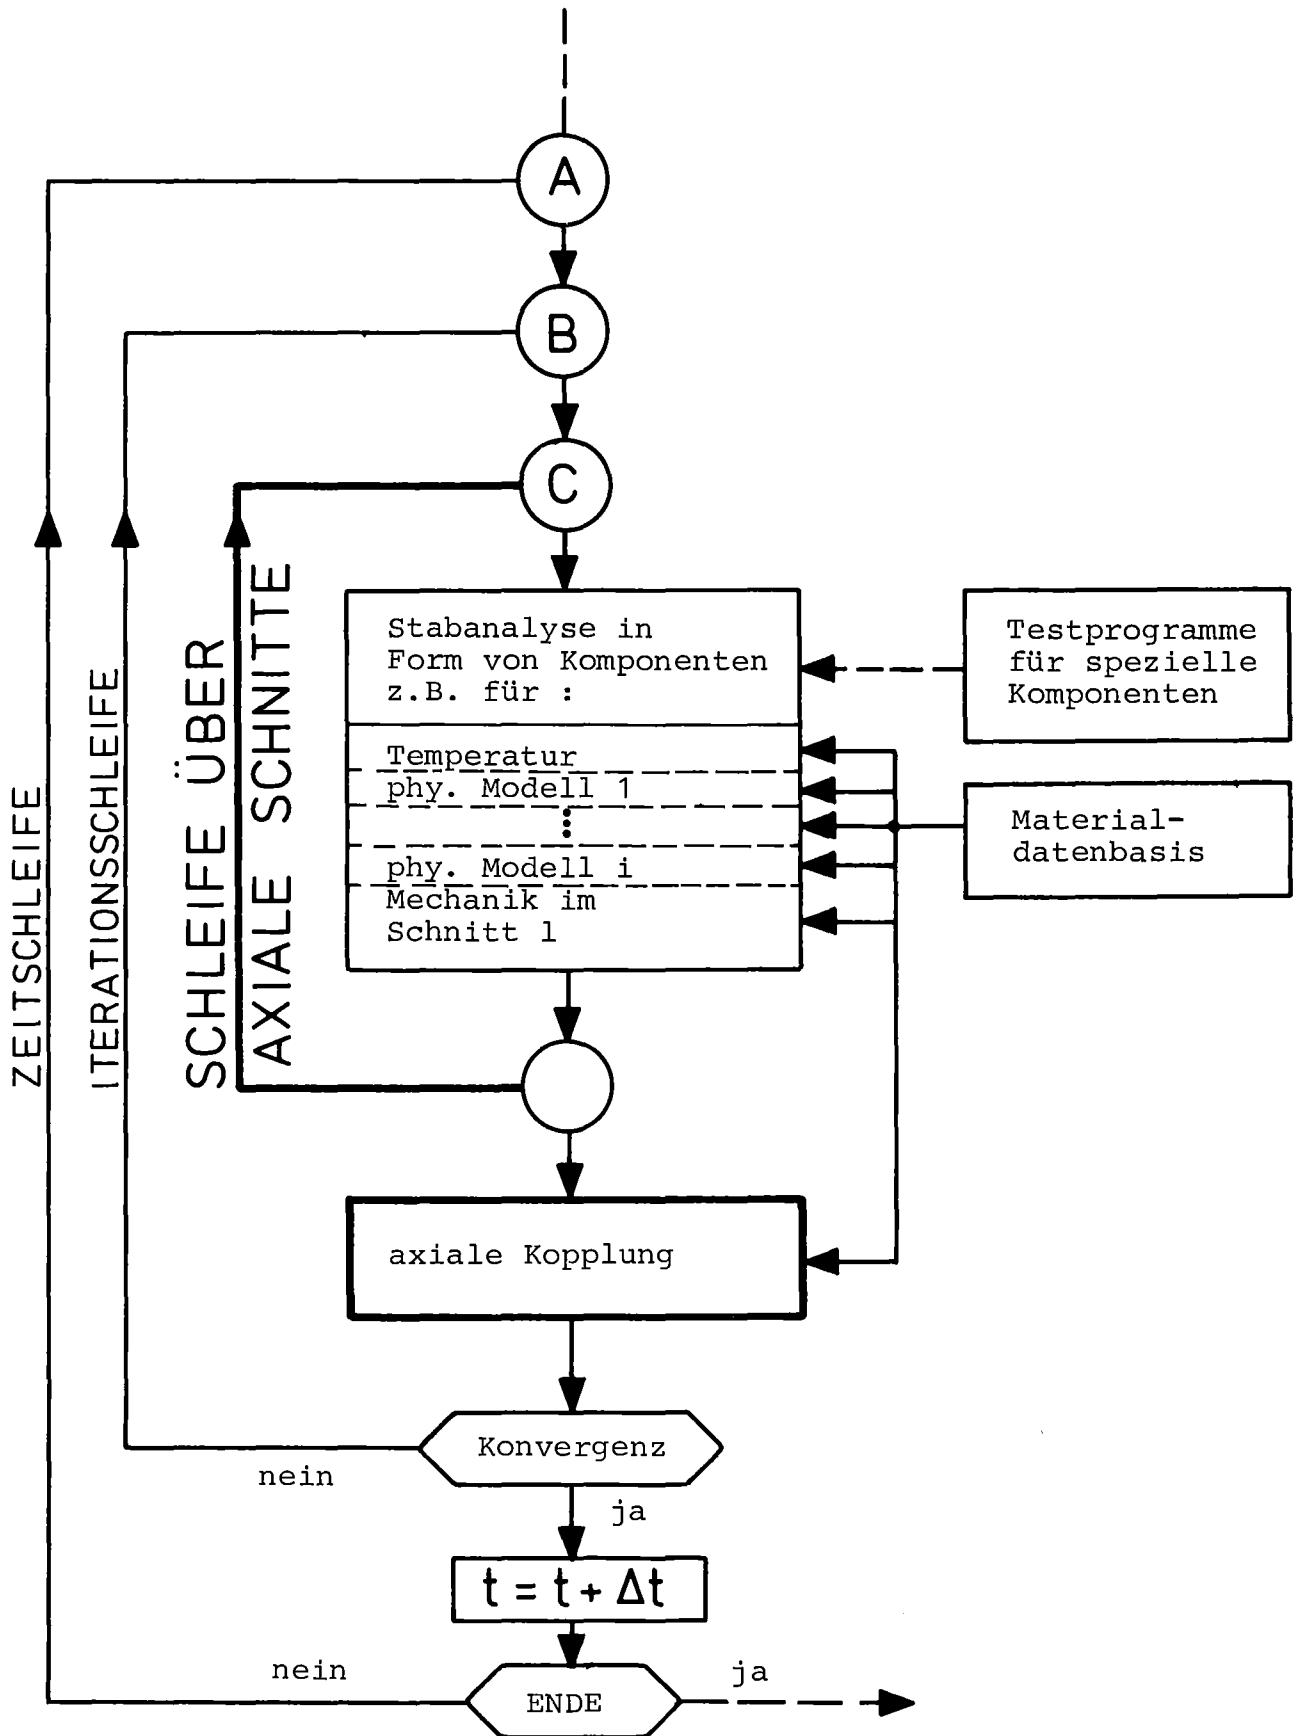 A
B
C
ZEITSCHLEIFE
ITERATIONSSCHLEIFE
SCHLEIFE ÜBER
AXIALE SCHNITTE
Stabanalyse in
Form von Komponenten
z.B. für :
Temperatur
phy. Modell 1
phy. Modell i
Mechanik im
Schnitt l
Testprogramme
für spezielle
Komponenten
Material-
datenbasis
axiale Kopplung
Konvergenz
nein
ja
t = t + Δt
nein
ENDE
ja